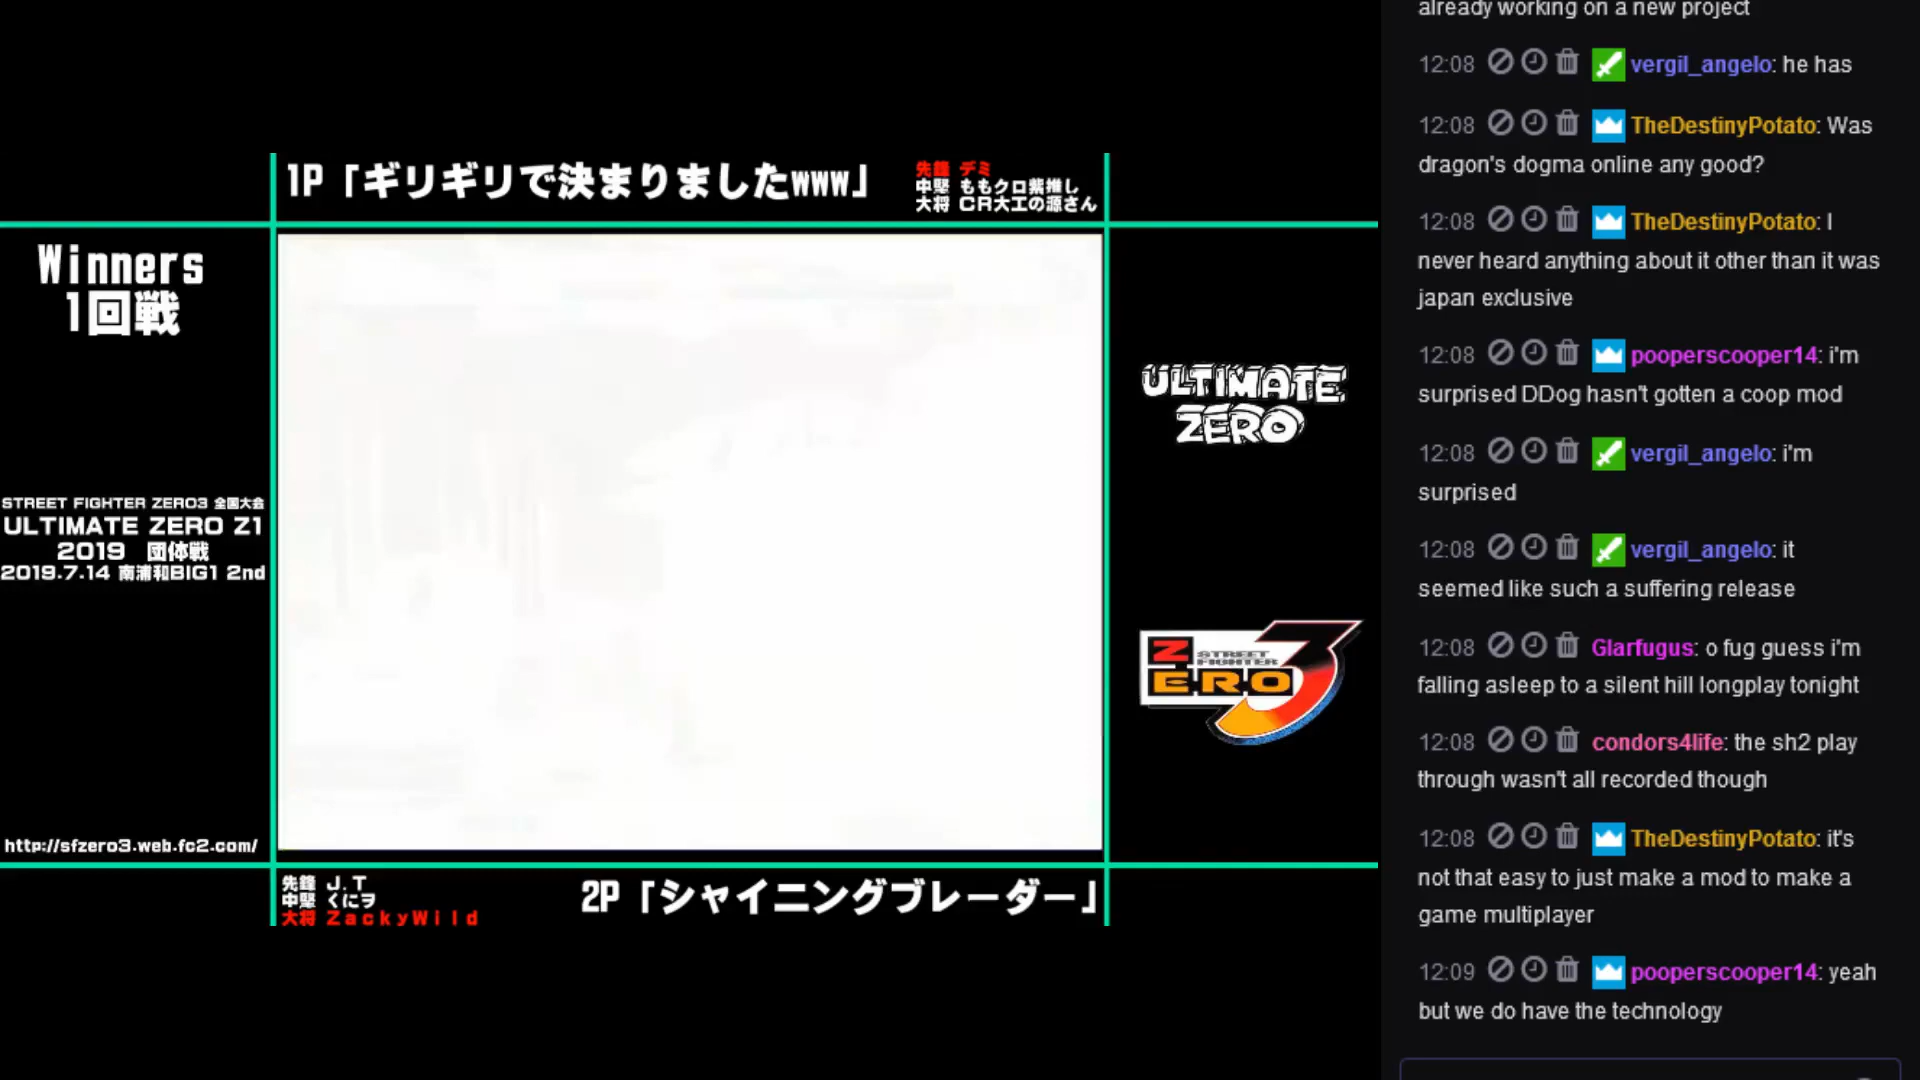 1P「ギリギリで決まりましたwww」
先鋒 デミ
中堅 ももクロ紫推し
大将 CR大工の源さん
Winners
1回戦
STREET FIGHTER ZERO3 全国大会
ULTIMATE ZERO Z1
2019 団体戦
2019.7.14 南浦和BIG1 2nd
http://sfzero3.web.fc2.com/
ULTIMATE
ZERO
STREET
FIGHTER
ZERO 3
先鋒 J.T
中堅 くにヲ
大将 ZackyWild
2P「シャイニングブレーダー」
already working on a new project
12:08 vergil_angelo: he has
12:08 TheDestinyPotato: Was
dragon's dogma online any good?
12:08 TheDestinyPotato: I
never heard anything about it other than it was
japan exclusive
12:08 pooperscooper14: i'm
surprised DDog hasn't gotten a coop mod
12:08 vergil_angelo: i'm
surprised
12:08 vergil_angelo: it
seemed like such a suffering release
12:08 Glarfugus: o fug guess i'm
falling asleep to a silent hill longplay tonight
12:08 condors4life: the sh2 play
through wasn't all recorded though
12:08 TheDestinyPotato: it's
not that easy to just make a mod to make a
game multiplayer
12:09 pooperscooper14: yeah
but we do have the technology